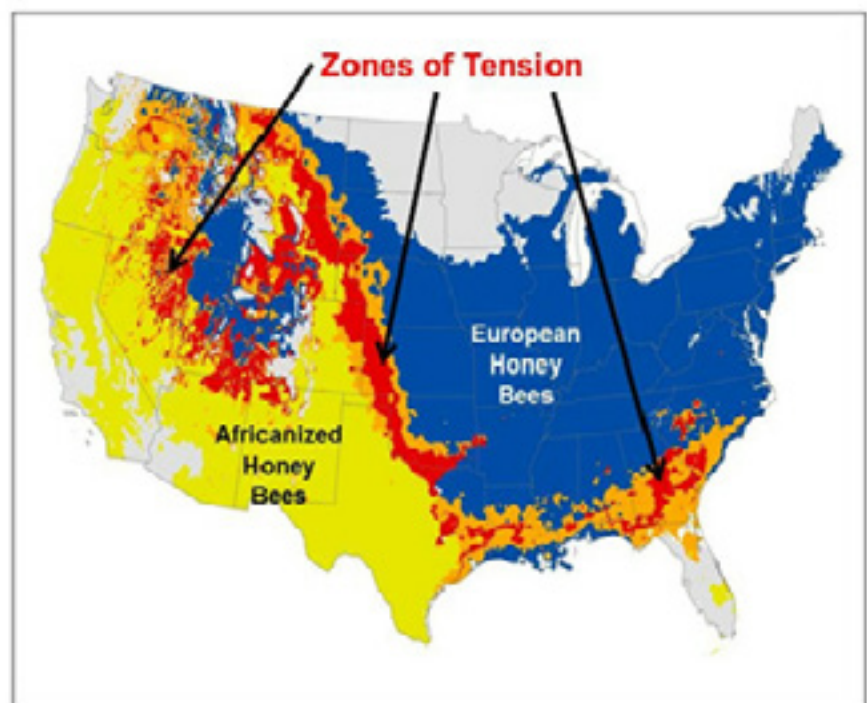 Zones of Tension
European
Honey
Bees
Africanized
Honey
Bees